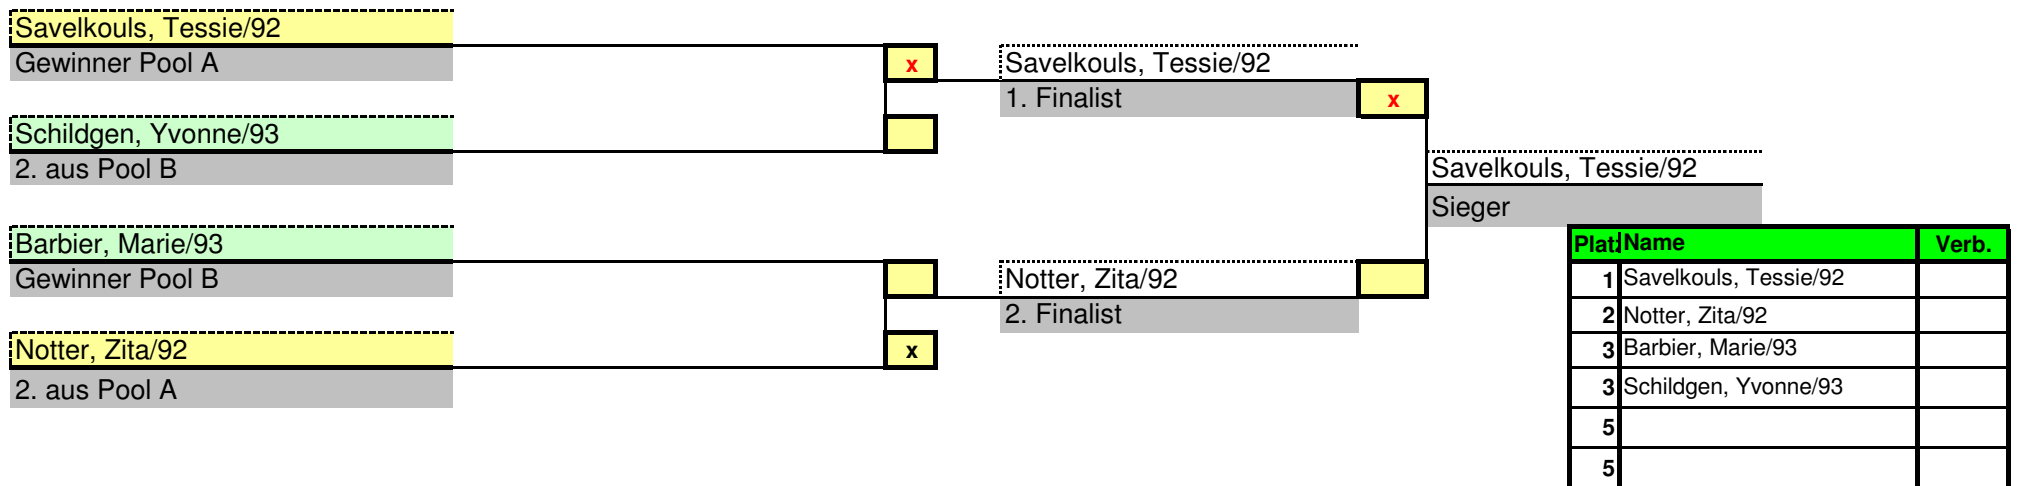 Savelkouls, Tessie/92
Gewinner Pool A
x
Savelkouls, Tessie/92
1. Finalist
x
Schildgen, Yvonne/93
2. aus Pool B
Savelkouls, Tessie/92
Sieger
Barbier, Marie/93
Gewinner Pool B
Notter, Zita/92
2. Finalist
Notter, Zita/92
x
2. aus Pool A
Platz Name Verb.
1 Savelkouls, Tessie/92
2 Notter, Zita/92
3 Barbier, Marie/93
3 Schildgen, Yvonne/93
5
5